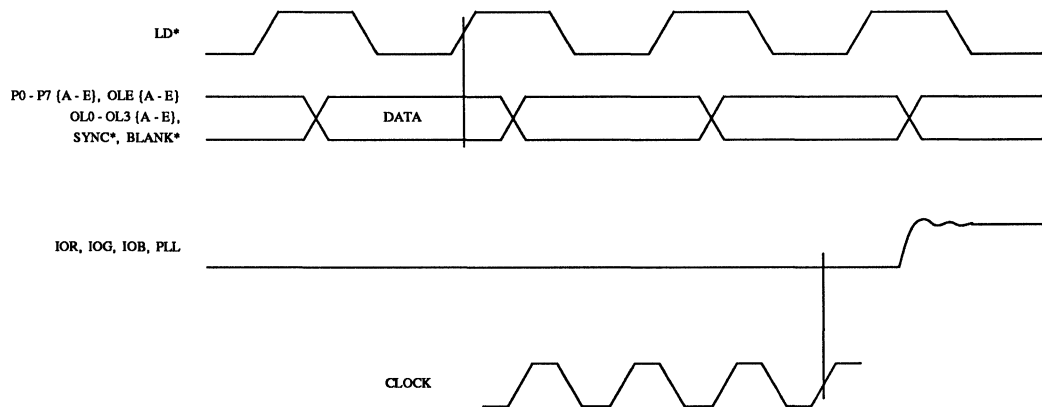 LD*
P0 - P7 {A - E}, OLE {A - E}
OL0 - OL3 {A - E},
SYNC*, BLANK*
DATA
IOR, IOG, IOB, PLL
CLOCK